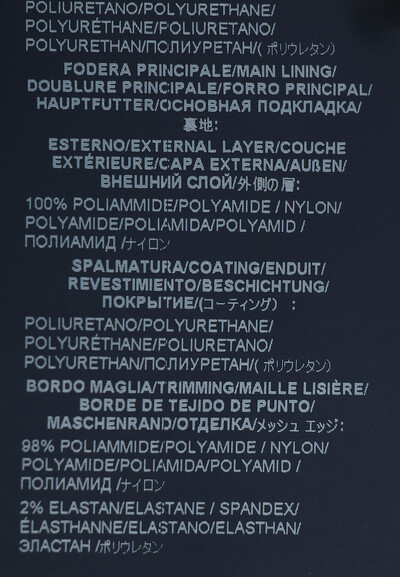 POLIURETANO/POLYURETHANE/
POLYURÉTHANE/POLIURETANO/
POLYURETHAN/ПОЛИУРЕТАН/( ポリウレタン)
FODERA PRINCIPALE/MAIN LINING/
DOUBLURE PRINCIPALE/FORRO PRINCIPAL/
HAUPTFUTTER/ОСНОВНАЯ ПОДКЛАДКА/
裏地:
ESTERNO/EXTERNAL LAYER/COUCHE
EXTÉRIEURE/CAPA EXTERNA/AUßEN/
ВНЕШНИЙ СЛОЙ/外側の層:
100% POLIAMMIDE/POLYAMIDE / NYLON/
POLYAMIDE/POLIAMIDA/POLYAMID /
ПОЛИАМИД /ナイロン
SPALMATURA/COATING/ENDUIT/
REVESTIMIENTO/BESCHICHTUNG/
ПОКРЫТИЕ/(コーティング) :
POLIURETANO/POLYURETHANE/
POLYURÉTHANE/POLIURETANO/
POLYURETHAN/ПОЛИУРЕТАН/( ポリウレタン)
BORDO MAGLIA/TRIMMING/MAILLE LISIÈRE/
BORDE DE TEJIDO DE PUNTO/
MASCHENRAND/ОТДЕЛКА/メッシュ エッジ:
98% POLIAMMIDE/POLYAMIDE / NYLON/
POLYAMIDE/POLIAMIDA/POLYAMID /
ПОЛИАМИД /ナイロン
2% ELASTAN/ELASTANE / SPANDEX/
ÉLASTHANNE/ELASTANO/ELASTHAN/
ЭЛАСТАН /ポリウレタン